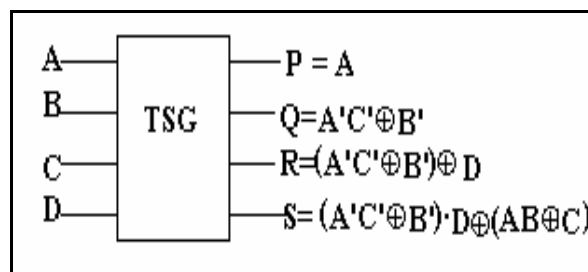 A P = A
B Q=A'C'⊕B'
TSG
C R=(A'C'⊕B')⊕D
D S=(A'C'⊕B')·D⊕(AB⊕C)